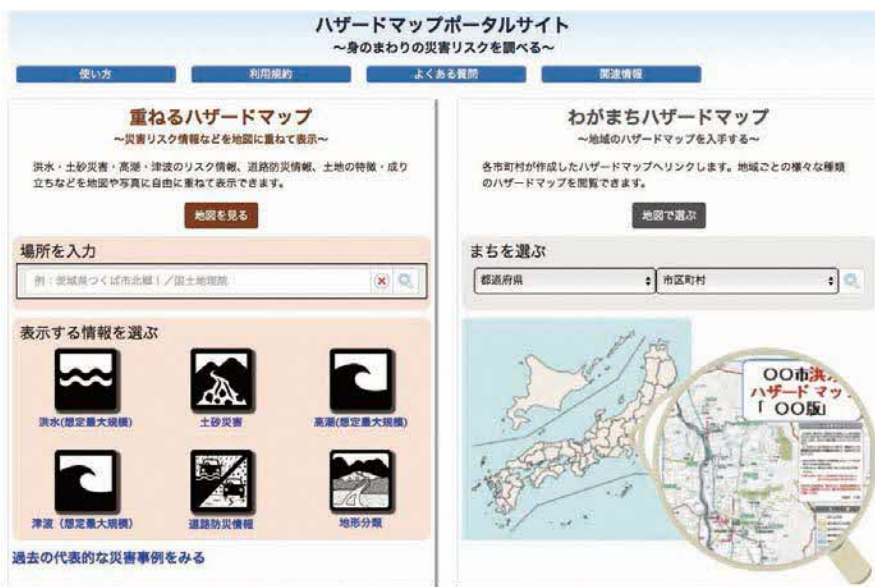 ハザードマップポータルサイト
〜身のまわりの災害リスクを調べる〜
使い方
利用規約
よくある質問
関連情報
重ねるハザードマップ
〜災害リスク情報などを地図に重ねて表示〜
洪水・土砂災害・高潮・津波のリスク情報、道路防災情報、土地の特徴・成り
立ちなどを地図や写真に自由に重ねて表示できます。
地図を見る
場所を入力
例：茨城県つくば市北郷1／国土地理院
表示する情報を選ぶ
洪水(想定最大規模)
土砂災害
高潮(想定最大規模)
津波（想定最大規模）
道路防災情報
地形分類
過去の代表的な災害事例をみる
わがまちハザードマップ
〜地域のハザードマップを入手する〜
各市町村が作成したハザードマップへリンクします。地域ごとの様々な種類
のハザードマップを閲覧できます。
地図で選ぶ
まちを選ぶ
都道府県
市区町村
〇〇市洪水
ハザードマッ
「 〇〇版」